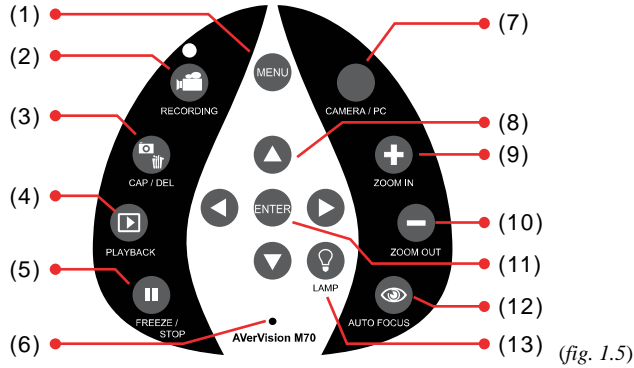 (1)
(2)
(3)
(4)
(5)
(6)
MENU
RECORDING
CAP / DEL
PLAYBACK
FREEZE /
STOP
ENTER
LAMP
AVerVision M70
CAMERA / PC
ZOOM IN
ZOOM OUT
AUTO FOCUS
(7)
(8)
(9)
(10)
(11)
(12)
(13)
(fig. 1.5)